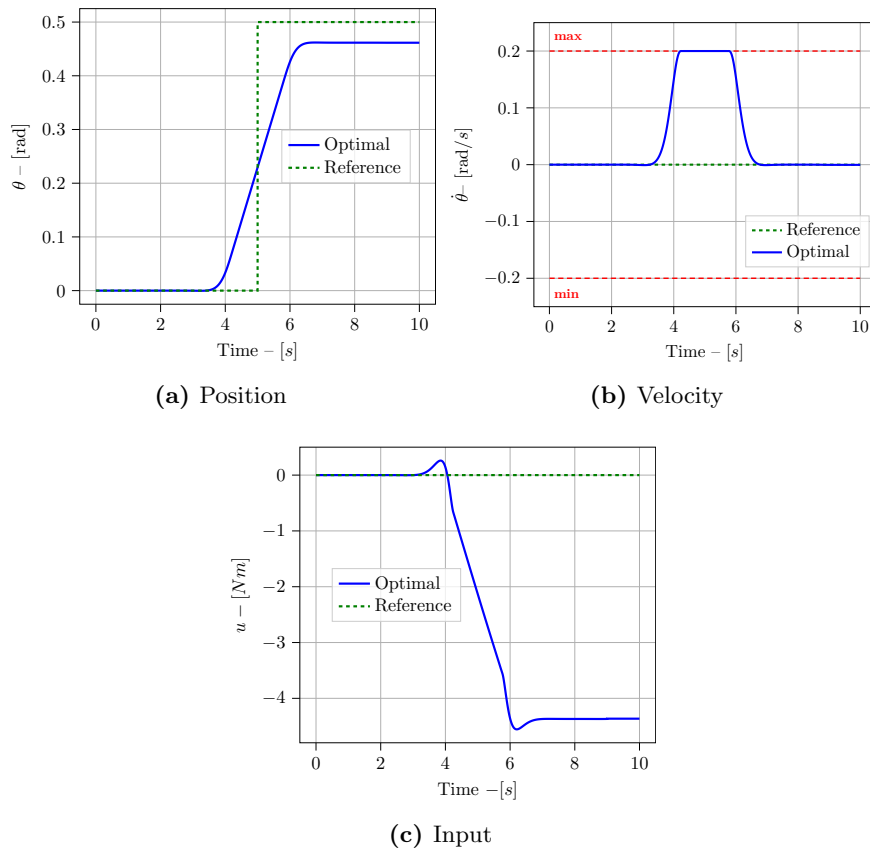 0.5
0.4
0.3
0.2
0.1
0
θ – [rad]
Optimal
Reference
0 2 4 6 8 10
Time – [s]
(a) Position
max
0.2
0.2
0
−0.1
−0.2
θ̇– [rad/s]
Reference
Optimal
min
0 2 4 6 8 10
Time – [s]
(b) Velocity
0
−1
−2
−3
−4
u – [Nm]
Optimal
Reference
0 2 4 6 8 10
Time –[s]
(c) Input